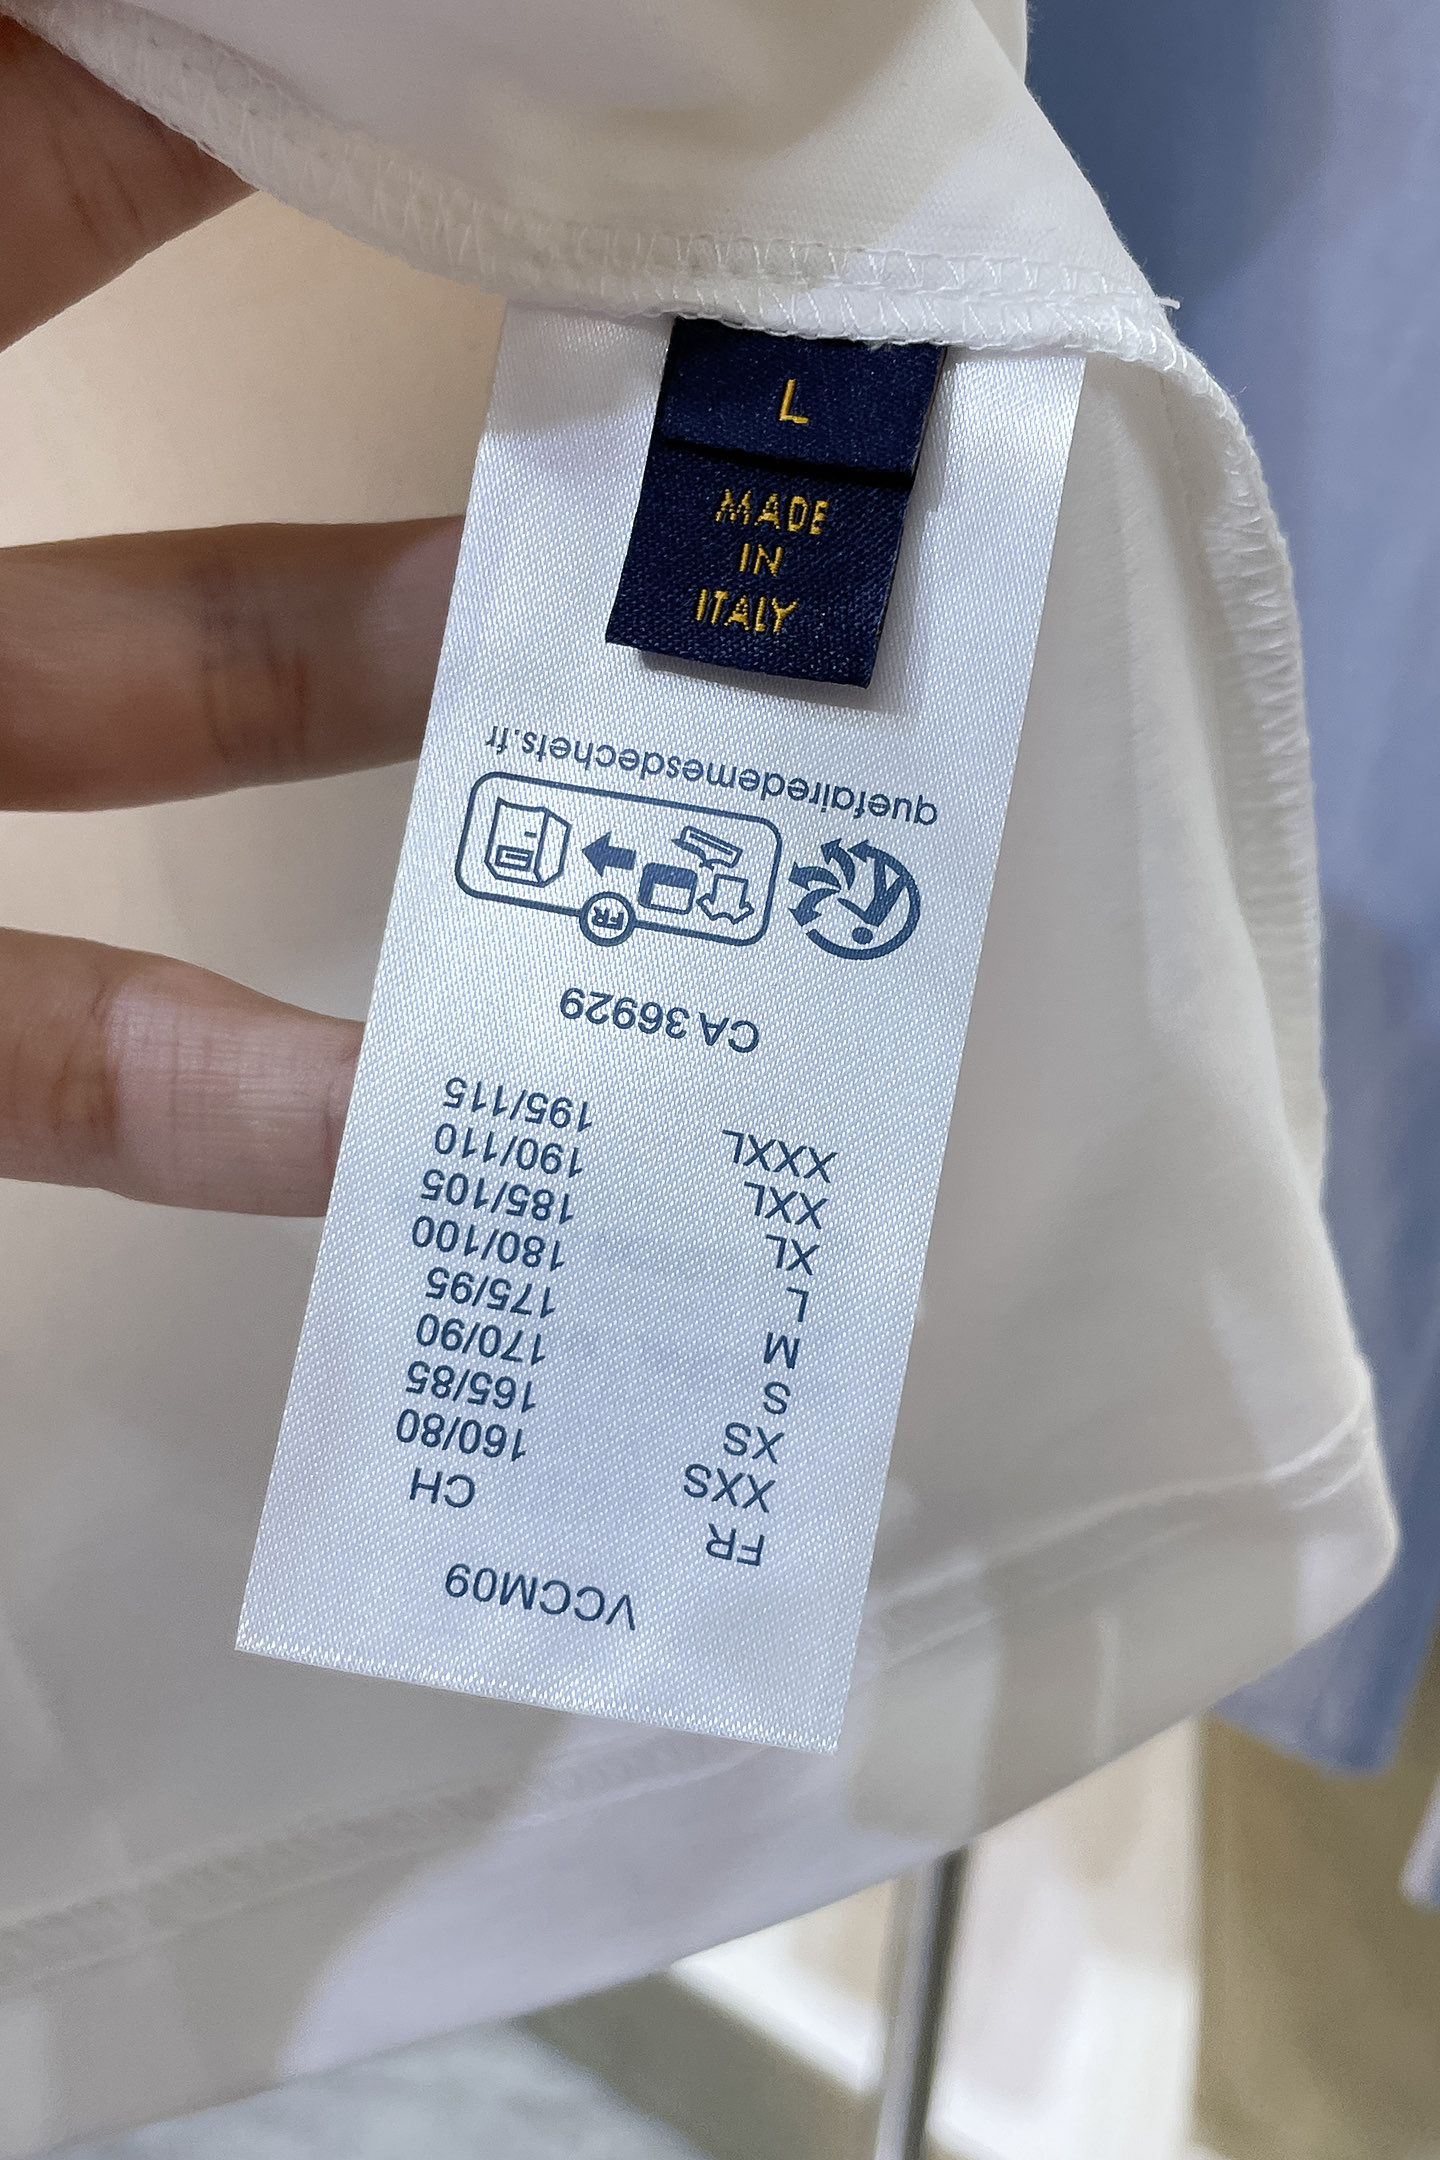 L
MADE
IN
ITALY
VCCM09
FR CH
XXS 160/80
XS 165/85
S 170/90
M 175/95
L 180/100
XL 185/105
XXL 190/110
XXXL 195/115
CA 36929
FR
quefairedemesdechets.fr